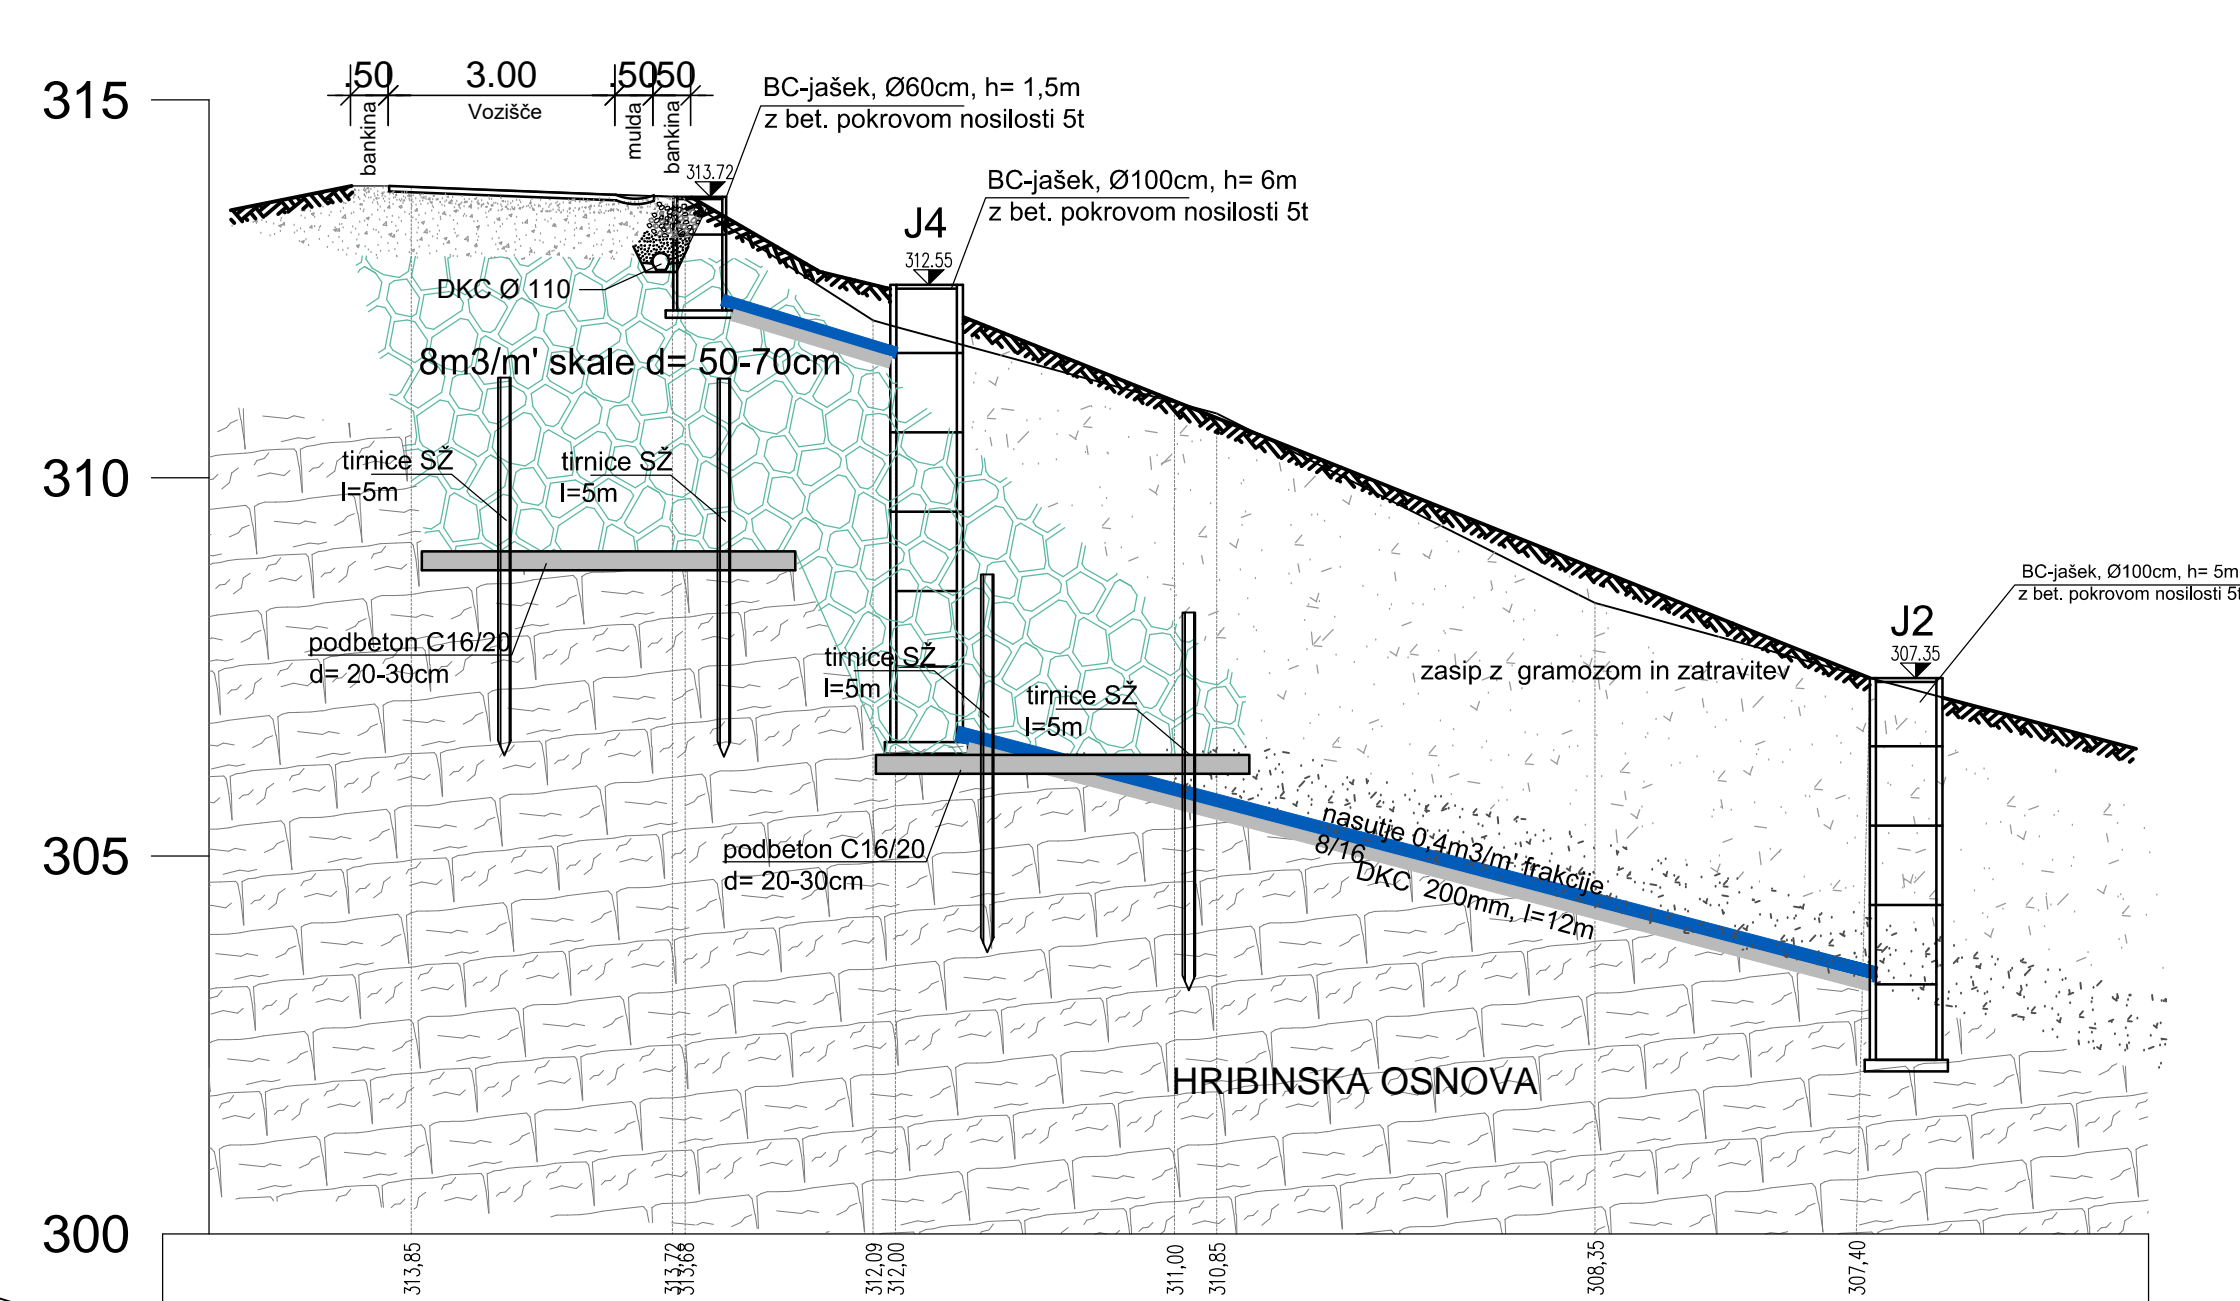 315
310
305
300
.50
3.00
.50
.50
bankina
Vozišče
mulda
bankina
BC-jašek, Ø60cm, h= 1,5m
z bet. pokrovom nosilosti 5t
313.72
BC-jašek, Ø100cm, h= 6m
z bet. pokrovom nosilosti 5t
J4
312.55
DKC Ø 110
8m3/m' skale d= 50-70cm
tirnice SŽ
l=5m
tirnice SŽ
l=5m
podbeton C16/20
d= 20-30cm
tirnice SŽ
l=5m
tirnice SŽ
l=5m
podbeton C16/20
d= 20-30cm
BC-jašek, Ø100cm, h= 5m
z bet. pokrovom nosilosti 5t
J2
307.35
zasip z gramozom in zatravitev
nasutje 0,4m3/m' frakcije
8/16
DKC 200mm, l=12m
HRIBINSKA OSNOVA
313,85
313,72
313,68
312,09
312,00
311,00
310,85
308,35
307,40